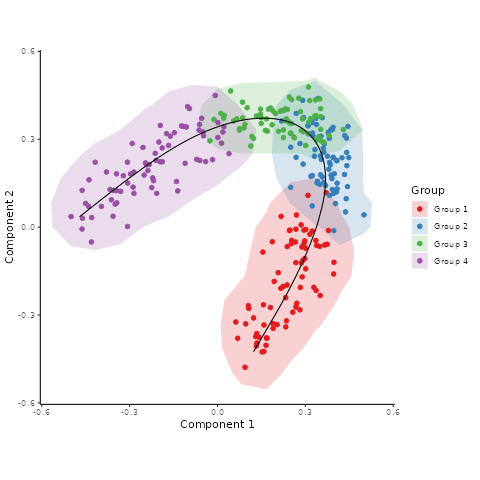 0.6
0.3
0.0
-0.3
-0.6
Component 2
-0.6 -0.3 0.0 0.3 0.6
Component 1
Group
Group 1
Group 2
Group 3
Group 4